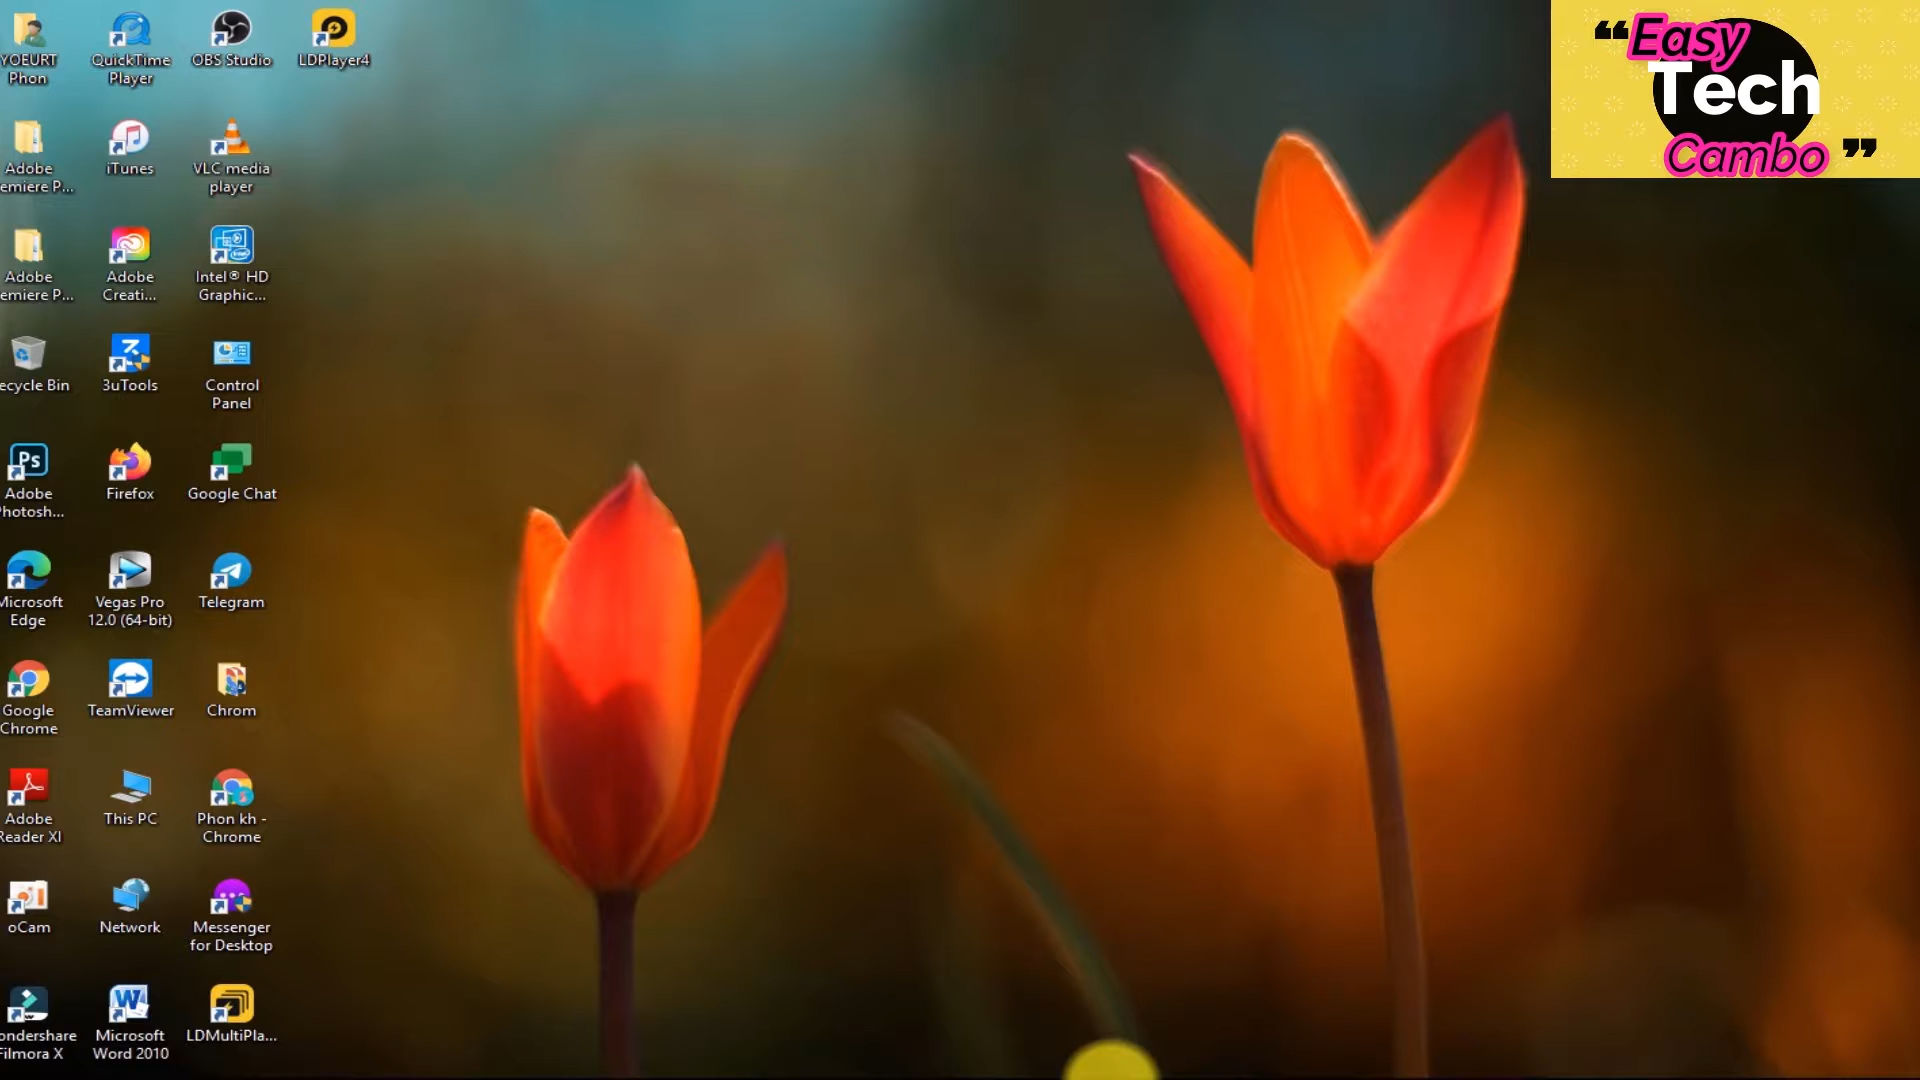 YOEURT
Phon
QuickTime
Player
OBS Studio
LDPlayer4
Adobe
emiere P...
iTunes
VLC media
player
Adobe
emiere P...
Adobe
Creati...
Intel® HD
Graphic...
ecycle Bin
3uTools
Control
Panel
Ps
Adobe
Photosh...
Firefox
Google Chat
Microsoft
Edge
Vegas Pro
12.0 (64-bit)
Telegram
Google
Chrome
TeamViewer
Chrom
Adobe
Reader XI
This PC
Phon kh -
Chrome
oCam
Network
Messenger
for Desktop
ondershare
Filmora X
W
Microsoft
Word 2010
LDMultiPla...
“Easy
Tech
Cambo”